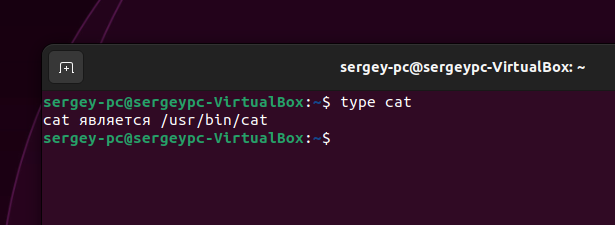 sergey-pc@sergeypc-VirtualBox: ~
sergey-pc@sergeypc-VirtualBox:~$ type cat
cat является /usr/bin/cat
sergey-pc@sergeypc-VirtualBox:~$